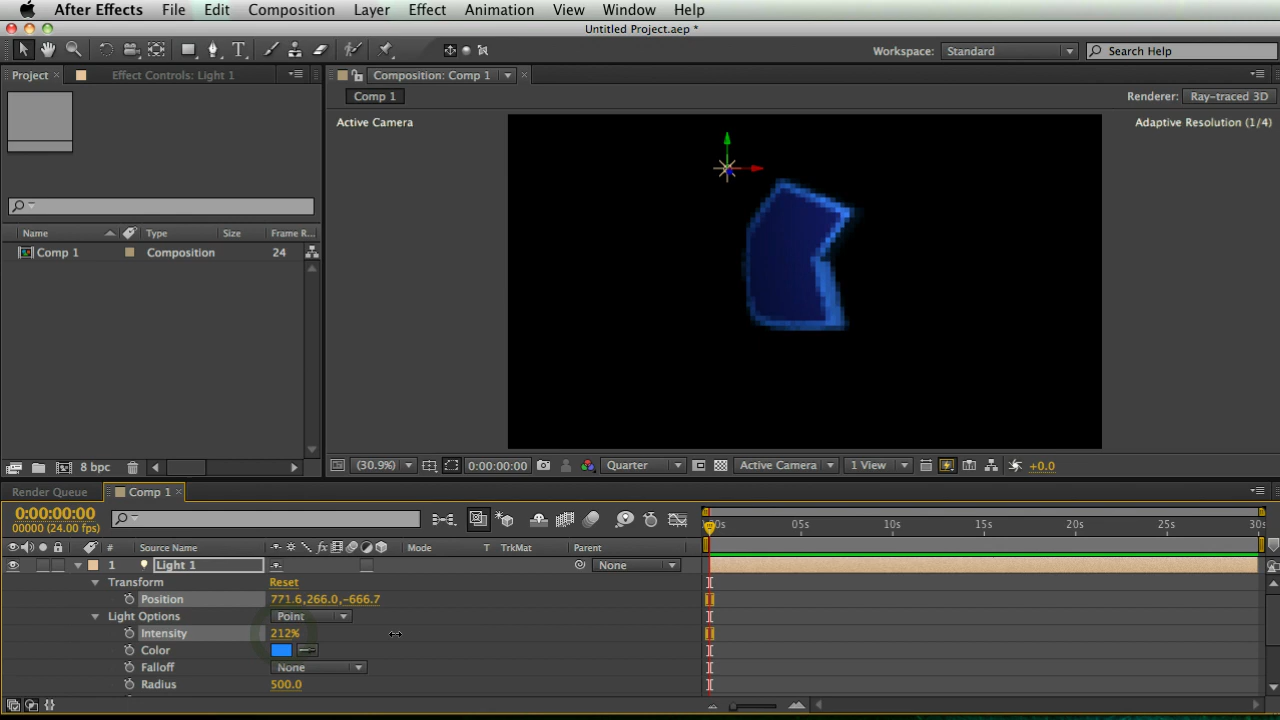 After Effects File Edit Composition Layer Effect Animation View Window Help
Untitled Project.aep *
Workspace: Standard Search Help
Project Effect Controls: Light 1 Composition: Comp 1
Comp 1 Renderer: Ray-traced 3D
Active Camera Adaptive Resolution (1/4)
Name Type Size Frame R...
Comp 1 Composition 24
8 bpc (30.9%) 0:00:00:00 Quarter Active Camera 1 View +0.0
Render Queue Comp 1
0:00:00:00
00000 (24.00 fps) 05s 10s 15s 20s 25s 30s
# Source Name Mode T TrkMat Parent
1 Light 1 None
Transform Reset
Position 771.6,266.0,-666.7
Light Options Point
Intensity 212%
Color
Falloff None
Radius 500.0